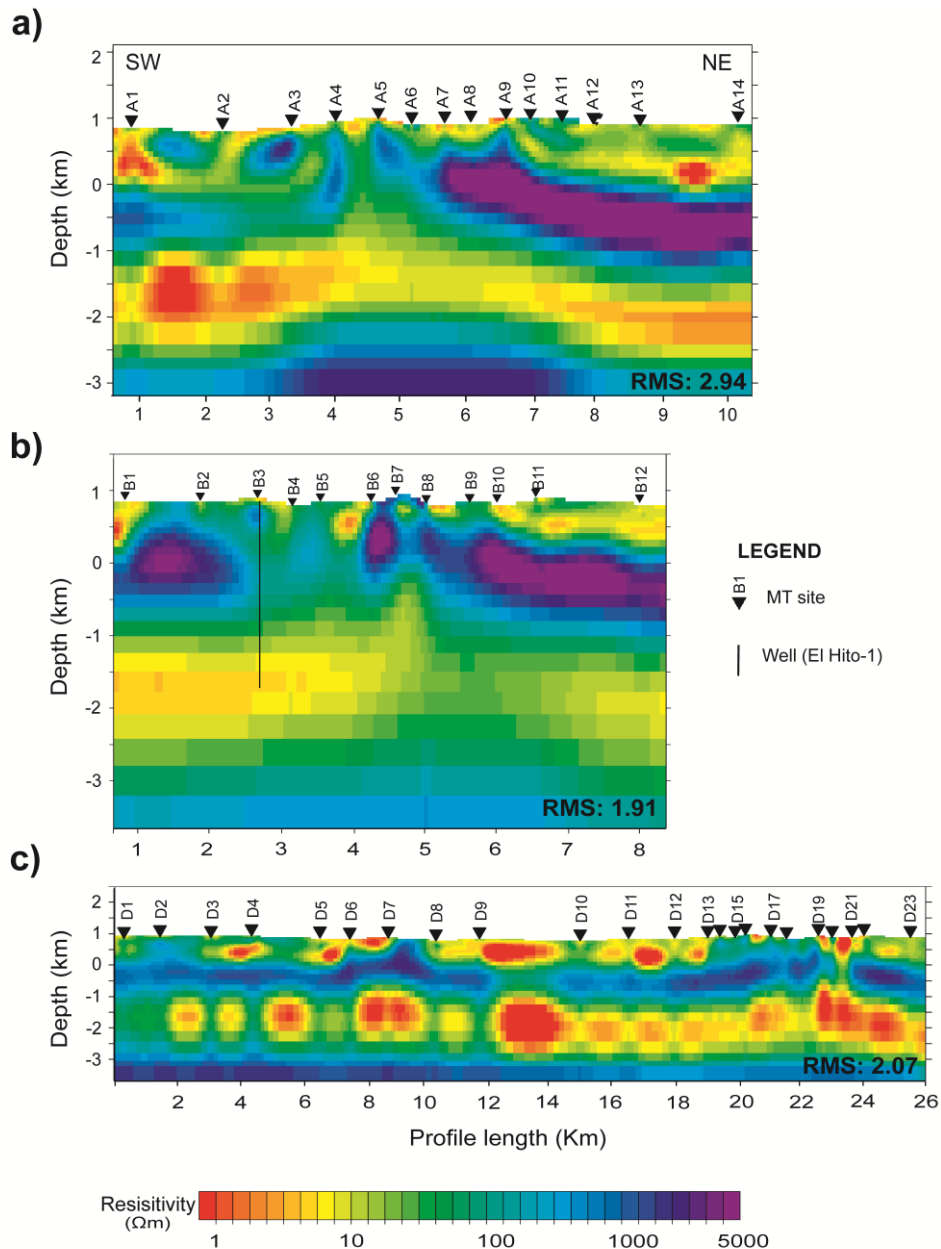 a)
SW
NE
A1
A2
A3
A4
A5
A6
A7
A8
A9
A10
A11
A12
A13
A14
2
1
0
-1
-2
-3
Depth (km)
RMS: 2.94
1 2 3 4 5 6 7 8 9 10
b)
B1
B2
B3
B4
B5
B6
B7
B8
B9
B10
B11
B12
1
0
-1
-2
-3
Depth (km)
RMS: 1.91
1 2 3 4 5 6 7 8
LEGEND
B1
MT site
Well (El Hito-1)
c)
D1
D2
D3
D4
D5
D6
D7
D8
D9
D10
D11
D12
D13
D15
D17
D19
D21
D23
2
1
0
-1
-2
-3
Depth (km)
RMS: 2.07
2 4 6 8 10 12 14 16 18 20 22 24 26
Profile length (Km)
Resisitivity
(Ωm)
1 10 100 1000 5000